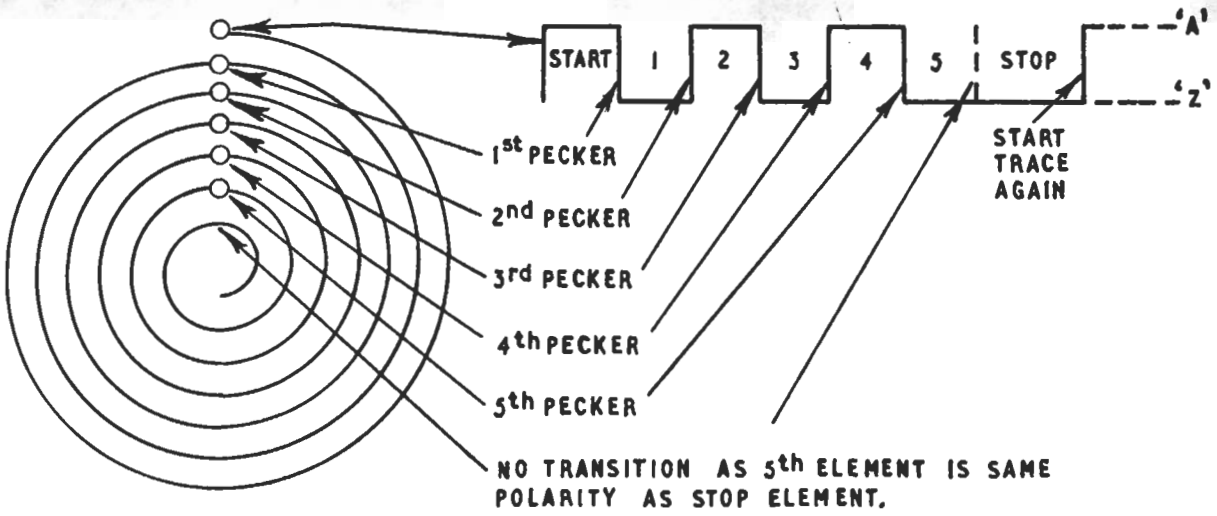 'A'
START 1 2 3 4 5 STOP
'Z'
START
TRACE
AGAIN
1st PECKER
2nd PECKER
3rd PECKER
4th PECKER
5th PECKER
NO TRANSITION AS 5th ELEMENT IS SAME
POLARITY AS STOP ELEMENT.